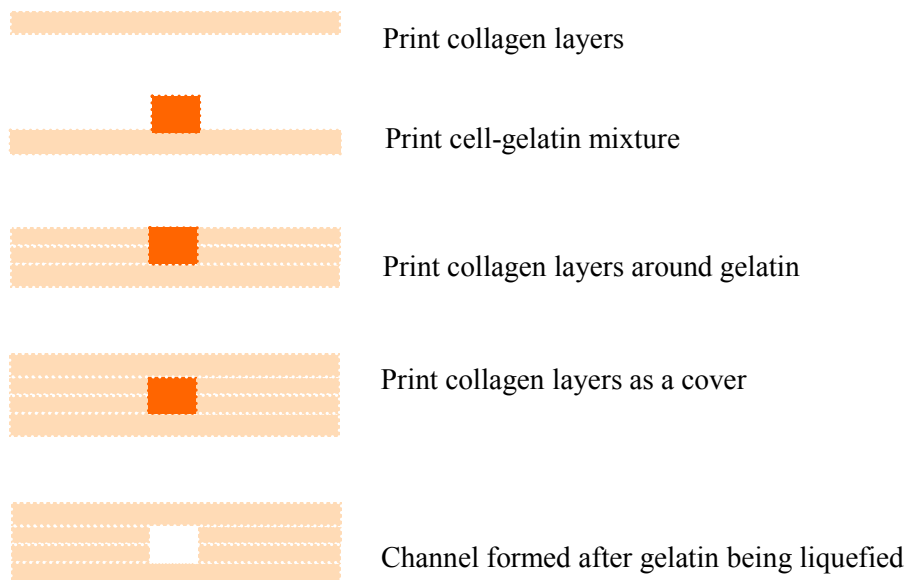 Print collagen layers
Print cell-gelatin mixture
Print collagen layers around gelatin
Print collagen layers as a cover
Channel formed after gelatin being liquefied